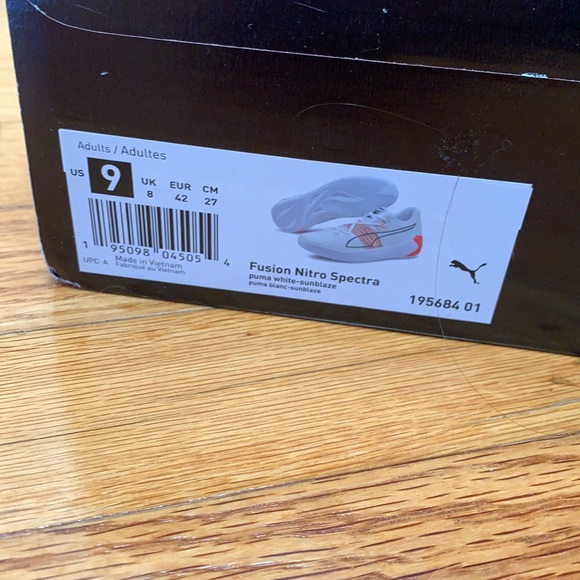 Adults / Adultes
US 9 UK 8 EUR 42 CM 27
1 95098 04505 4
UPC-A Made in Vietnam
Fabriqué au Vietnam
Fusion Nitro Spectra
puma white-sunblaze
puma blanc-sunblaze
195684 01